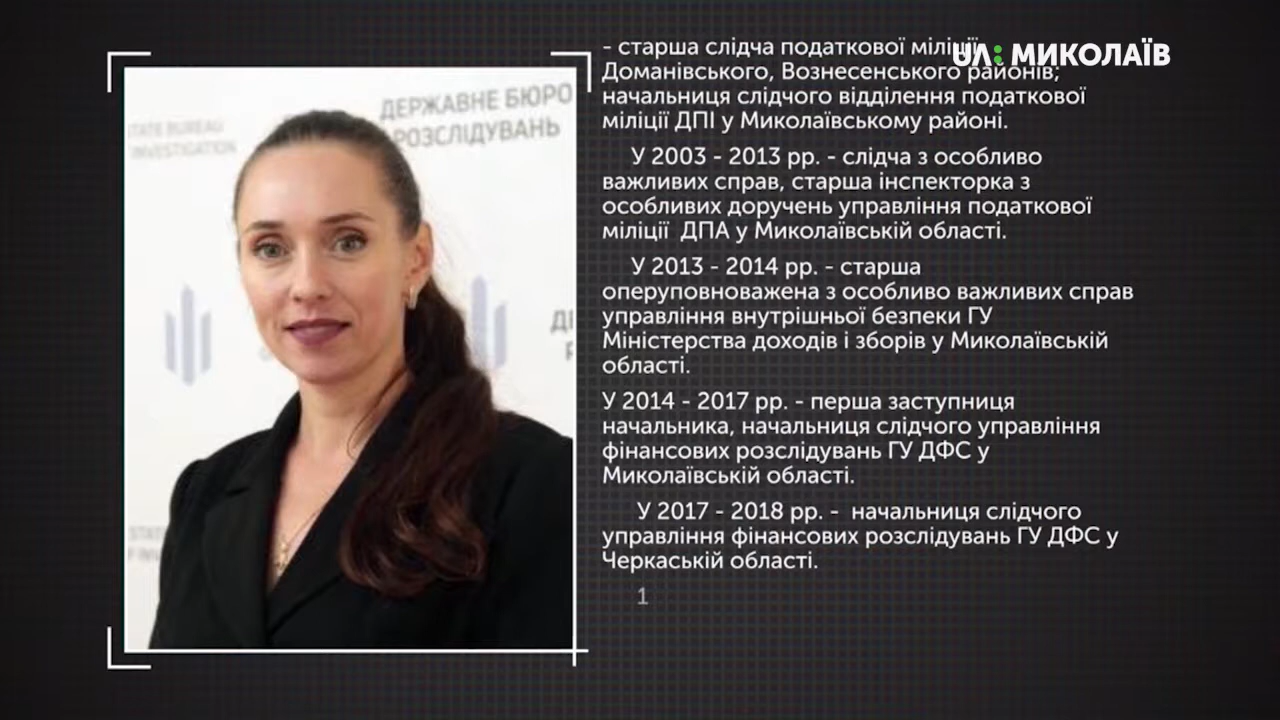 UA: МИКОЛАЇВ
- старша слідча податкової міліції
Доманівського, Вознесенського районів;
начальниця слідчого відділення податкової
міліції ДПІ у Миколаївському районі.
У 2003 - 2013 рр. - слідча з особливо
важливих справ, старша інспекторка з
особливих доручень управління податкової
міліції ДПА у Миколаївській області.
У 2013 - 2014 рр. - старша
оперуповноважена з особливо важливих справ
управління внутрішньої безпеки ГУ
Міністерства доходів і зборів у Миколаївській
області.
У 2014 - 2017 рр. - перша заступниця
начальника, начальниця слідчого управління
фінансових розслідувань ГУ ДФС у
Миколаївській області.
У 2017 - 2018 рр. - начальниця слідчого
управління фінансових розслідувань ГУ ДФС у
Черкаській області.
1
ДЕРЖАВНЕ БЮРО
РОЗСЛІДУВАНЬ
STATE BUREAU
INVESTIGATION
STATE